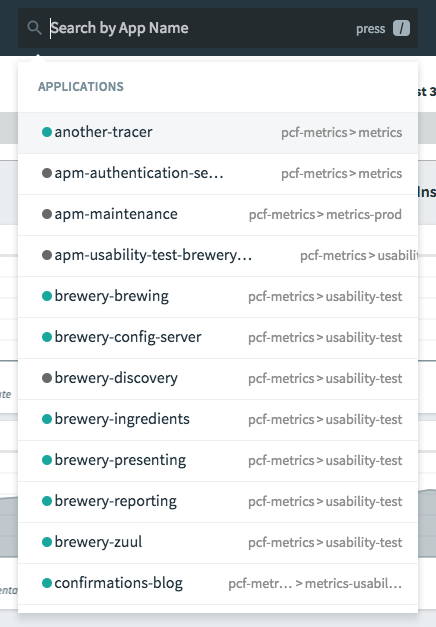 Search by App Name press /
APPLICATIONS
st 3
another-tracer pcf-metrics > metrics
apm-authentication-se… pcf-metrics > metrics
Ins
apm-maintenance pcf-metrics > metrics-prod
apm-usability-test-brewery… pcf-metrics > usabili
brewery-brewing pcf-metrics > usability-test
brewery-config-server pcf-metrics > usability-test
brewery-discovery pcf-metrics > usability-test
brewery-ingredients pcf-metrics > usability-test
brewery-presenting pcf-metrics > usability-test
brewery-reporting pcf-metrics > usability-test
brewery-zuul pcf-metrics > usability-test
confirmations-blog pcf-metr… > metrics-usabil…